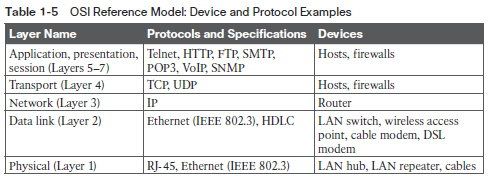 Table 1-5 OSI Reference Model: Device and Protocol Examples
Layer Name Protocols and Specifications Devices
Application, presentation, Telnet, HTTP, FTP, SMTP, Hosts, firewalls
session (Layers 5–7) POP3, VoIP, SNMP
Transport (Layer 4) TCP, UDP Hosts, firewalls
Network (Layer 3) IP Router
Data link (Layer 2) Ethernet (IEEE 802.3), HDLC LAN switch, wireless access
point, cable modem, DSL
modem
Physical (Layer 1) RJ-45, Ethernet (IEEE 802.3) LAN hub, LAN repeater, cables